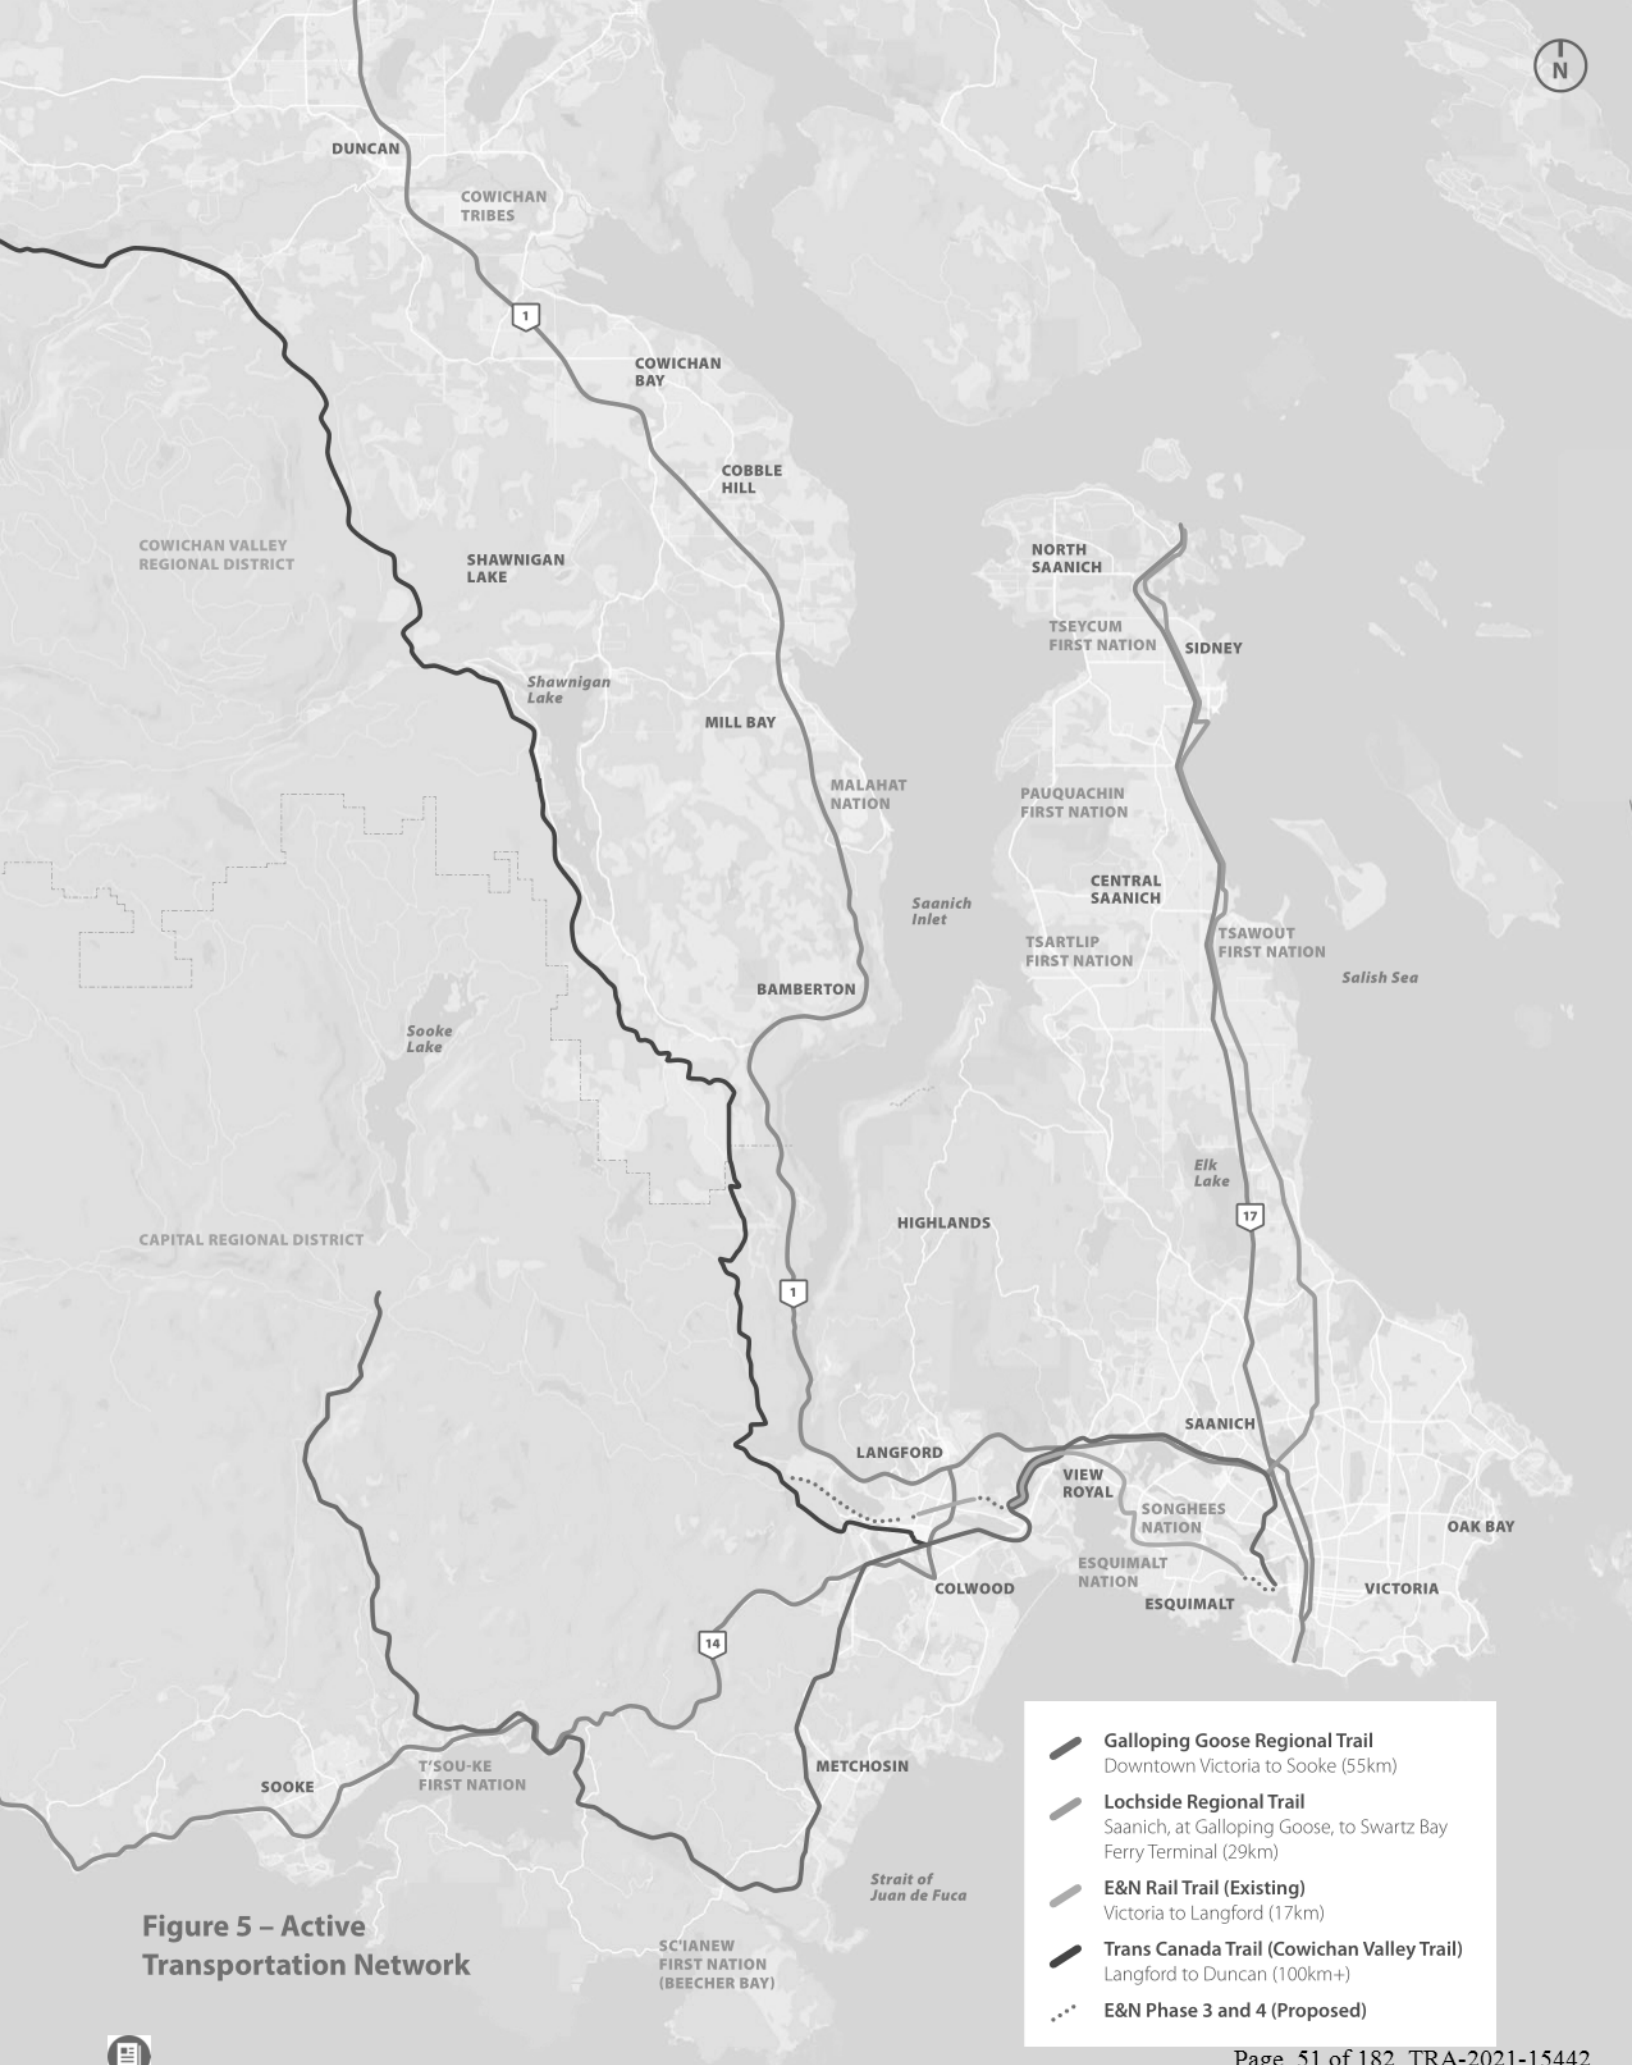 N
DUNCAN
COWICHAN
TRIBES
1
COWICHAN
BAY
COBBLE
HILL
COWICHAN VALLEY
REGIONAL DISTRICT
SHAWNIGAN
LAKE
NORTH
SAANICH
TSEYCUM
FIRST NATION
SIDNEY
Shawnigan
Lake
MILL BAY
MALAHAT
NATION
PAUQUACHIN
FIRST NATION
CENTRAL
SAANICH
Saanich
Inlet
TSARTLIP
FIRST NATION
TSAWOUT
FIRST NATION
Salish Sea
BAMBERTON
Sooke
Lake
Elk
Lake
17
HIGHLANDS
CAPITAL REGIONAL DISTRICT
1
SAANICH
LANGFORD
VIEW
ROYAL
SONGHEES
NATION
OAK BAY
ESQUIMALT
NATION
COLWOOD
ESQUIMALT
VICTORIA
14
METCHOSIN
T'SOU-KE
FIRST NATION
SOOKE
Strait of
Juan de Fuca
SC'IANEW
FIRST NATION
(BEECHER BAY)
Galloping Goose Regional Trail
Downtown Victoria to Sooke (55km)
Lochside Regional Trail
Saanich, at Galloping Goose, to Swartz Bay
Ferry Terminal (29km)
E&N Rail Trail (Existing)
Victoria to Langford (17km)
Trans Canada Trail (Cowichan Valley Trail)
Langford to Duncan (100km+)
E&N Phase 3 and 4 (Proposed)
Figure 5 – Active
Transportation Network
Page 51 of 182 TRA-2021-15442